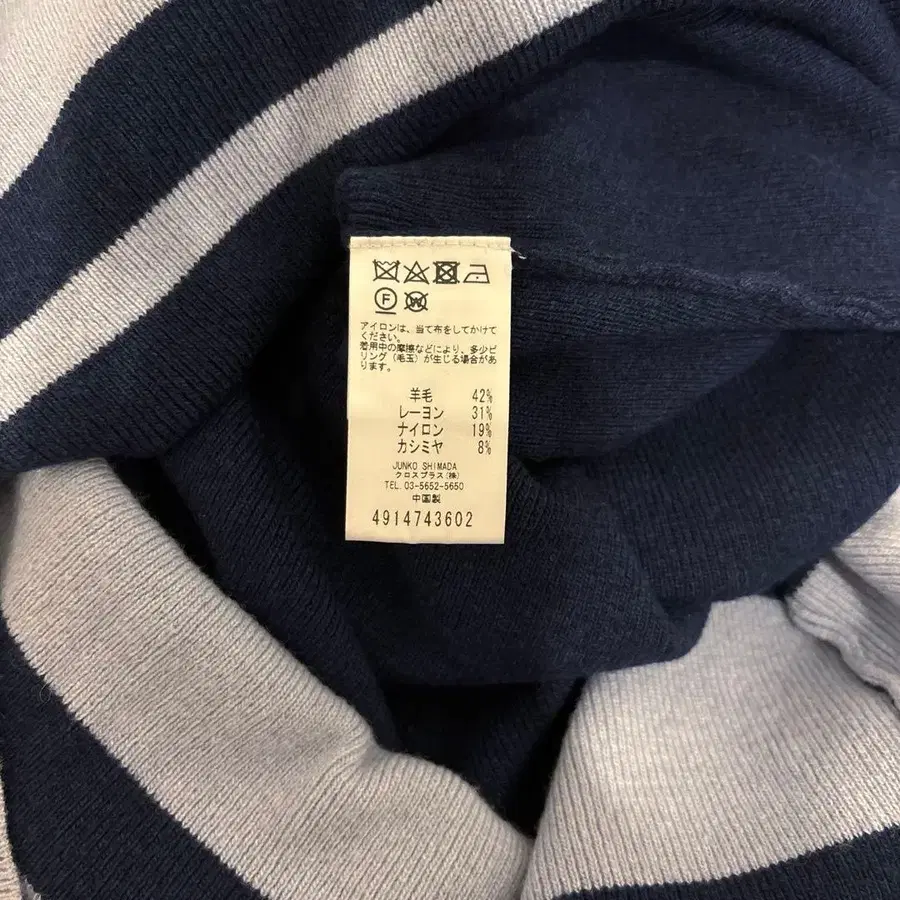 アイロンは、当て布をしてかけて
ください。
着用中の摩擦などにより、多少ピ
リング（毛玉）が生じる場合があ
ります。
羊毛 42%
レーヨン 31%
ナイロン 19%
カシミヤ 8%
JUNKO SHIMADA
クロスプラス(株)
TEL.03-5652-5650
中国製
4914743602